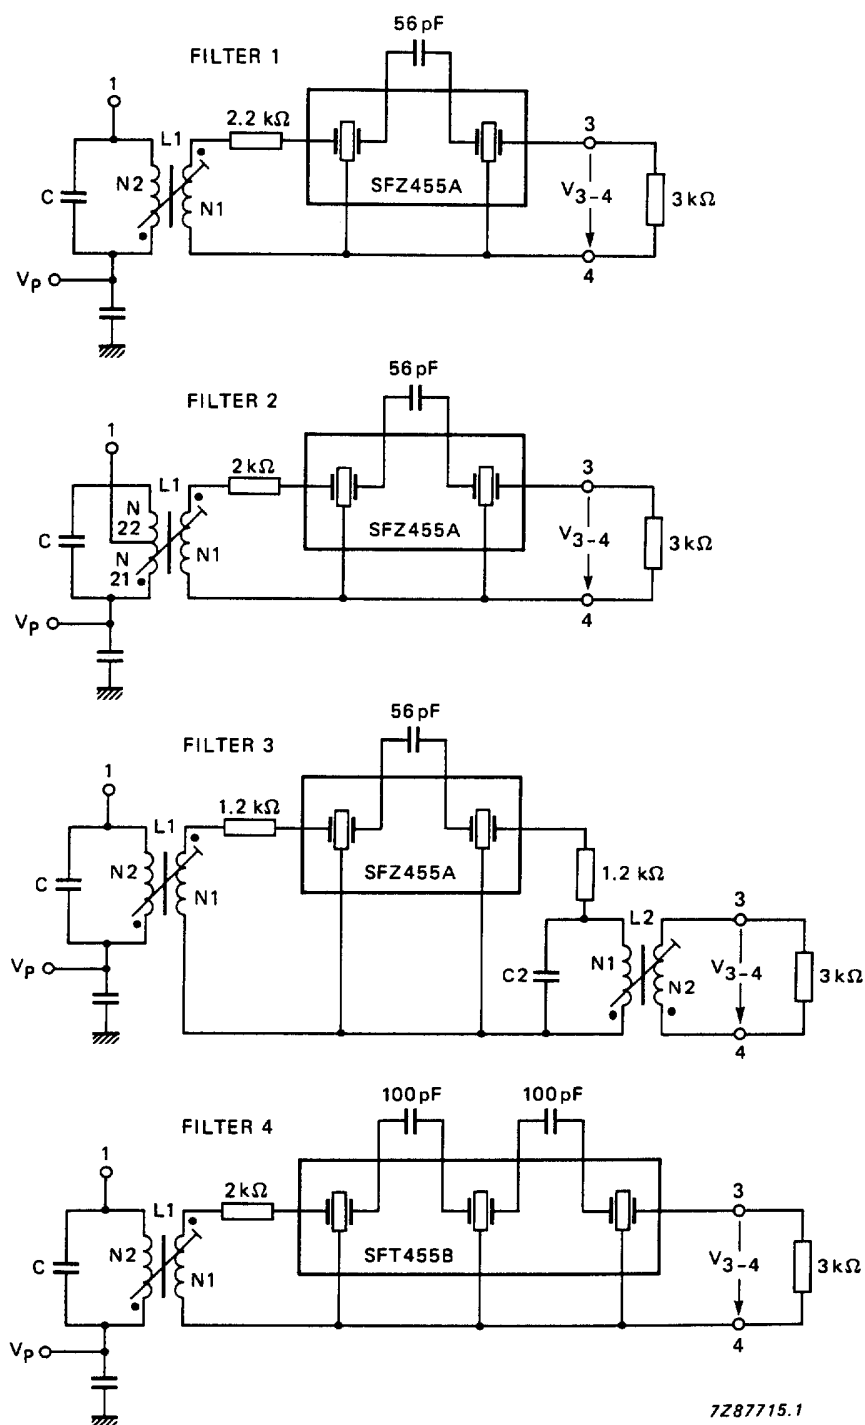 56 pF
FILTER 1
1
L1
2.2 kΩ
3
N2
C
N1
SFZ455A
V3-4
3 kΩ
VP
4
56 pF
FILTER 2
1
L1
2 kΩ
3
N
22
C
N
21
N1
SFZ455A
V3-4
3 kΩ
VP
4
56 pF
FILTER 3
1
L1
1.2 kΩ
N2
C
N1
SFZ455A
1.2 kΩ
L2
3
VP
C2
N1
N2
V3-4
3 kΩ
4
100 pF 100 pF
FILTER 4
1
L1
2 kΩ
3
N2
C
N1
SFT455B
V3-4
3 kΩ
VP
4
7Z87715.1